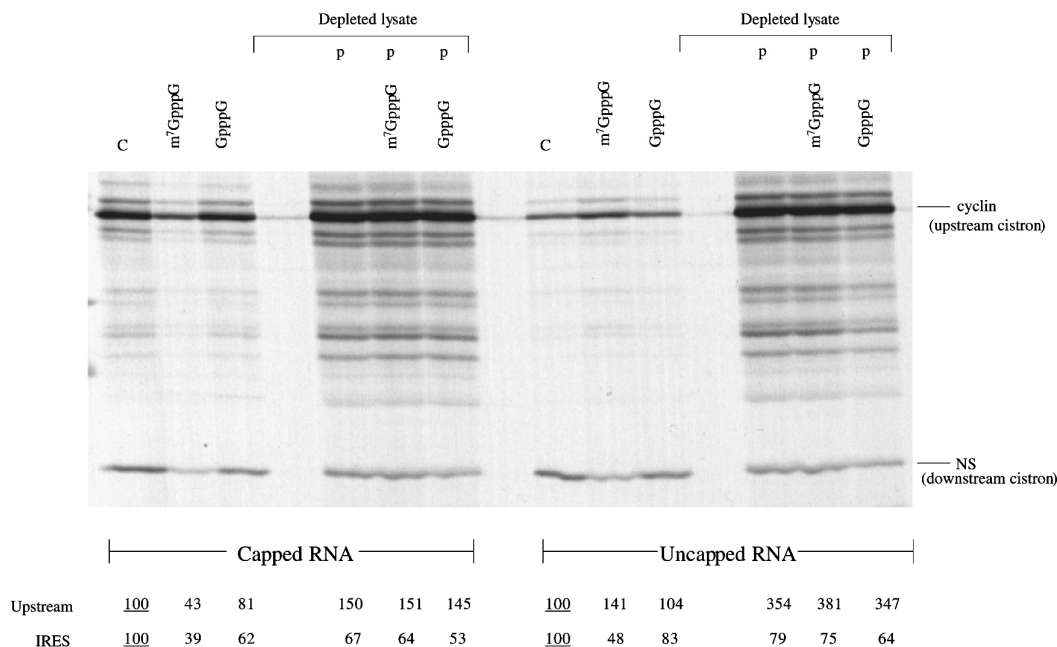 Depleted lysate
Depleted lysate
p p p
p p p
C m⁷GpppG GpppG m⁷GpppG GpppG
C m⁷GpppG GpppG m⁷GpppG GpppG
cyclin
(upstream cistron)
NS
(downstream cistron)
Capped RNA
Uncapped RNA
Upstream 100 43 81 150 151 145 100 141 104 354 381 347
IRES 100 39 62 67 64 53 100 48 83 79 75 64